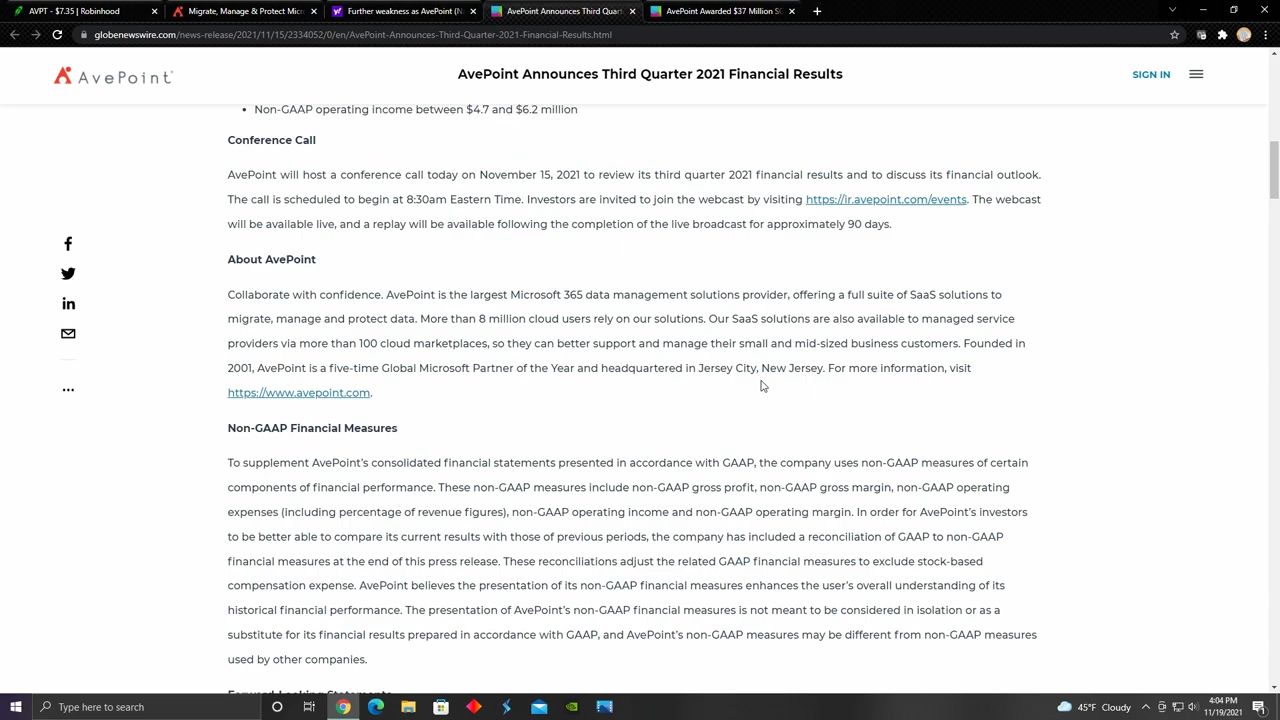 AVPT - $7.35 | Robinhood
Migrate, Manage & Protect Micros
Further weakness as AvePoint (N
AvePoint Announces Third Quart
AvePoint Awarded $37 Million SO
globenewswire.com/news-release/2021/11/15/2334052/0/en/AvePoint-Announces-Third-Quarter-2021-Financial-Results.html
AvePoint
AvePoint Announces Third Quarter 2021 Financial Results
SIGN IN
• Non-GAAP operating income between $4.7 and $6.2 million
Conference Call
AvePoint will host a conference call today on November 15, 2021 to review its third quarter 2021 financial results and to discuss its financial outlook.
The call is scheduled to begin at 8:30am Eastern Time. Investors are invited to join the webcast by visiting https://ir.avepoint.com/events. The webcast
will be available live, and a replay will be available following the completion of the live broadcast for approximately 90 days.
About AvePoint
Collaborate with confidence. AvePoint is the largest Microsoft 365 data management solutions provider, offering a full suite of SaaS solutions to
migrate, manage and protect data. More than 8 million cloud users rely on our solutions. Our SaaS solutions are also available to managed service
providers via more than 100 cloud marketplaces, so they can better support and manage their small and mid-sized business customers. Founded in
2001, AvePoint is a five-time Global Microsoft Partner of the Year and headquartered in Jersey City, New Jersey. For more information, visit
https://www.avepoint.com.
Non-GAAP Financial Measures
To supplement AvePoint's consolidated financial statements presented in accordance with GAAP, the company uses non-GAAP measures of certain
components of financial performance. These non-GAAP measures include non-GAAP gross profit, non-GAAP gross margin, non-GAAP operating
expenses (including percentage of revenue figures), non-GAAP operating income and non-GAAP operating margin. In order for AvePoint's investors
to be better able to compare its current results with those of previous periods, the company has included a reconciliation of GAAP to non-GAAP
financial measures at the end of this press release. These reconciliations adjust the related GAAP financial measures to exclude stock-based
compensation expense. AvePoint believes the presentation of its non-GAAP financial measures enhances the user's overall understanding of its
historical financial performance. The presentation of AvePoint's non-GAAP financial measures is not meant to be considered in isolation or as a
substitute for its financial results prepared in accordance with GAAP, and AvePoint's non-GAAP measures may be different from non-GAAP measures
used by other companies.
Forward-Looking Statements
Type here to search
45°F Cloudy
4:04 PM
11/19/2021